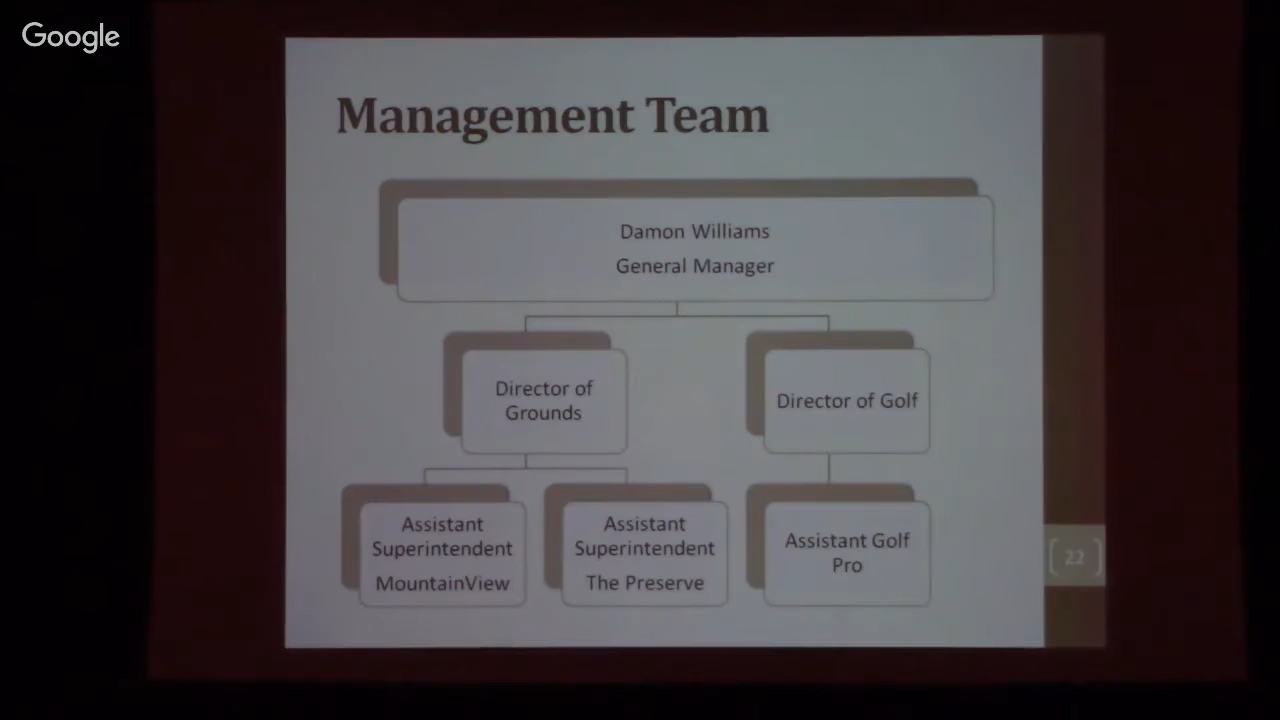 Google
Management Team
Damon Williams
General Manager
Director of
Grounds
Director of Golf
Assistant
Superintendent
MountainView
Assistant
Superintendent
The Preserve
Assistant Golf
Pro
22